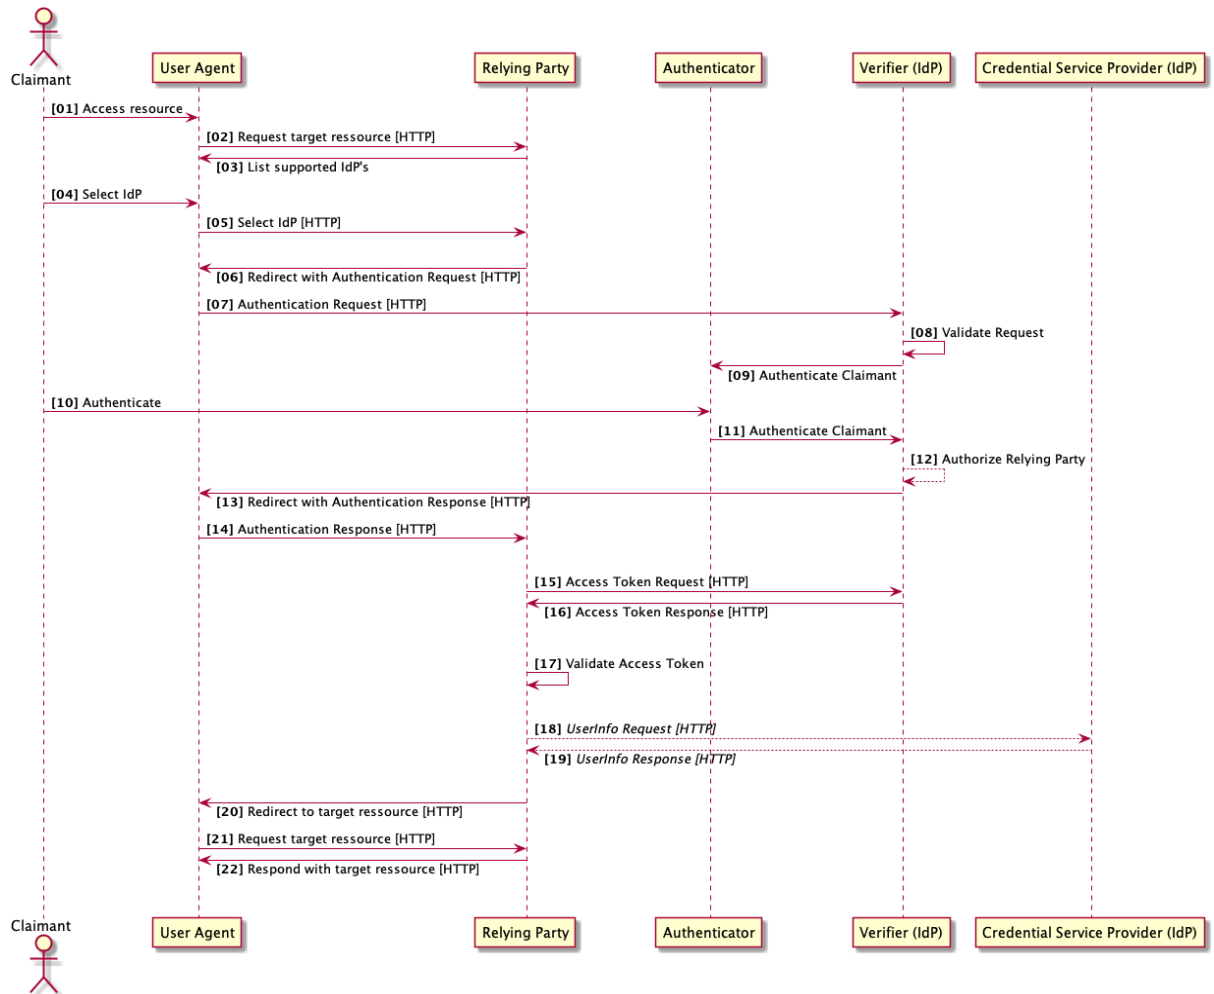 Claimant
User Agent
Relying Party
Authenticator
Verifier (IdP)
Credential Service Provider (IdP)
[01] Access resource
[02] Request target ressource [HTTP]
[03] List supported IdP's
[04] Select IdP
[05] Select IdP [HTTP]
[06] Redirect with Authentication Request [HTTP]
[07] Authentication Request [HTTP]
[08] Validate Request
[09] Authenticate Claimant
[10] Authenticate
[11] Authenticate Claimant
[12] Authorize Relying Party
[13] Redirect with Authentication Response [HTTP]
[14] Authentication Response [HTTP]
[15] Access Token Request [HTTP]
[16] Access Token Response [HTTP]
[17] Validate Access Token
[18] UserInfo Request [HTTP]
[19] UserInfo Response [HTTP]
[20] Redirect to target ressource [HTTP]
[21] Request target ressource [HTTP]
[22] Respond with target ressource [HTTP]
Claimant
User Agent
Relying Party
Authenticator
Verifier (IdP)
Credential Service Provider (IdP)